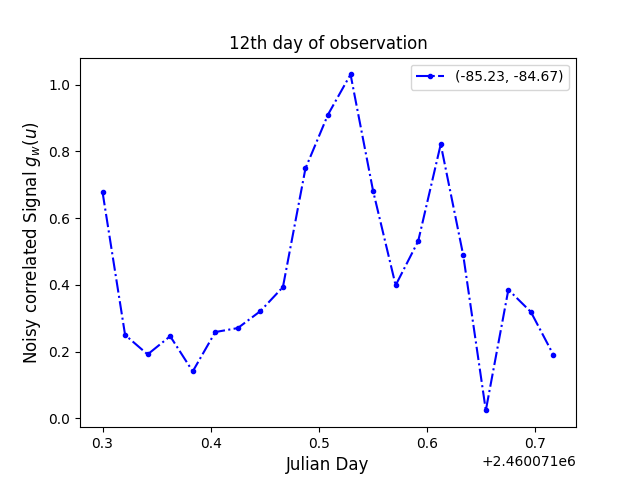 12th day of observation
(-85.23, -84.67)
Noisy correlated Signal g_w(u)
1.0
0.8
0.6
0.4
0.2
0.0
0.3 0.4 0.5 0.6 0.7
Julian Day
+2.460071e6